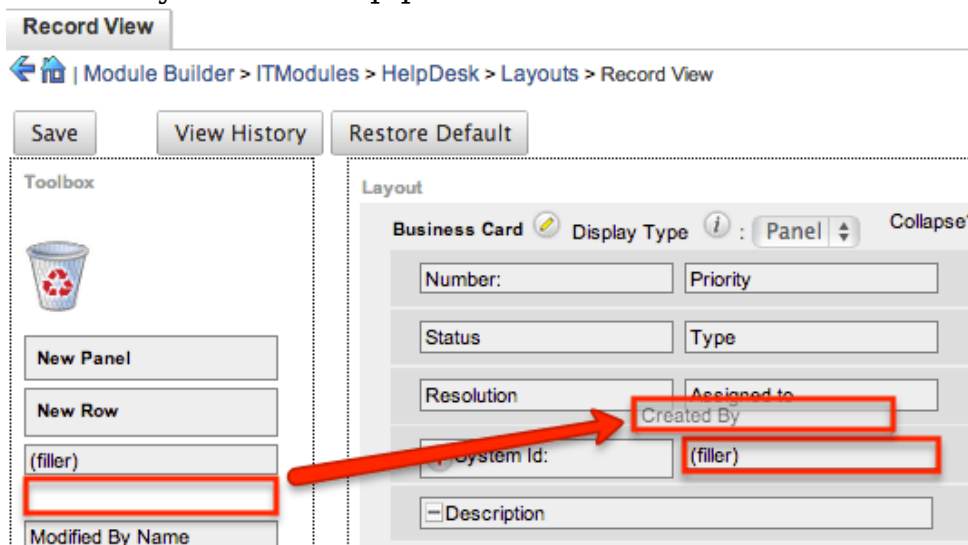 Record View
| Module Builder > ITModules > HelpDesk > Layouts > Record View
Save View History Restore Default
Toolbox
Layout
Business Card Display Type i : Panel Collapse
Number: Priority
Status Type
New Panel
Resolution Assigned to
New Row
Created By
(filler)
System Id: (filler)
Description
Modified By Name